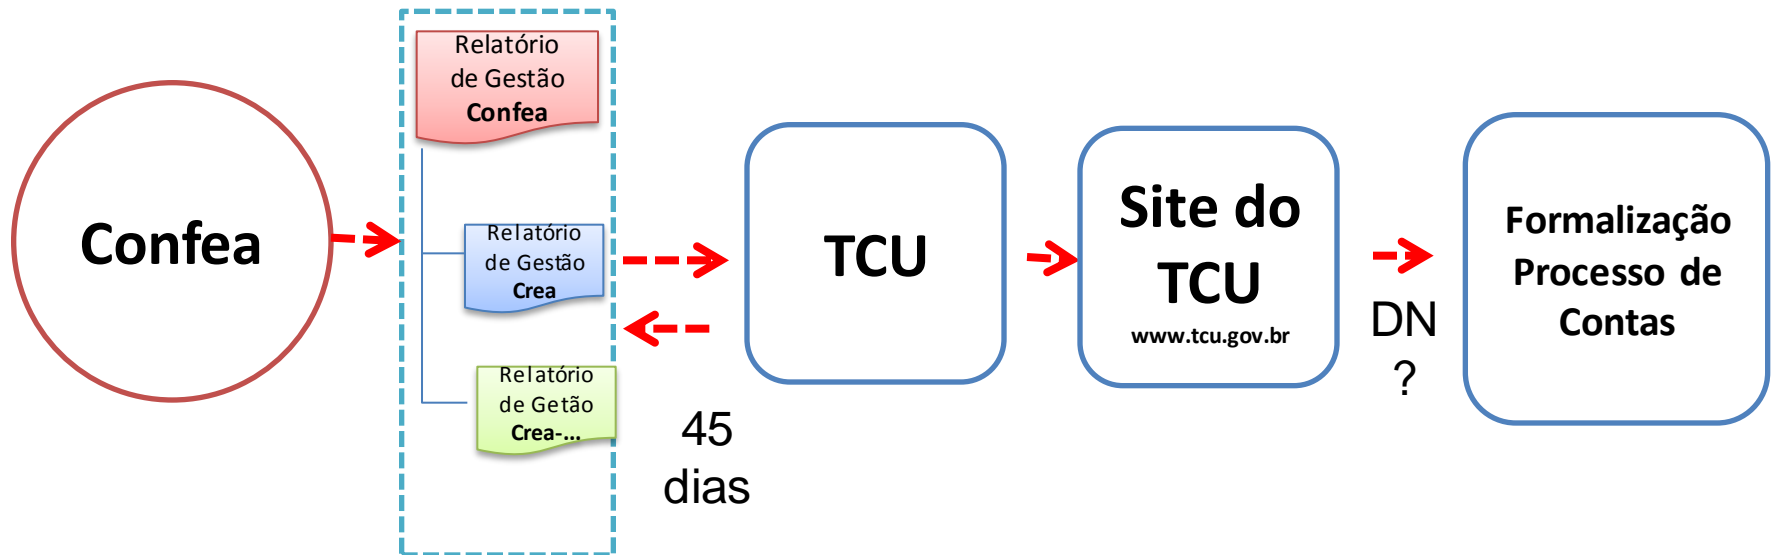 Confea
Relatório
de Gestão
Confea
Relatório
de Gestão
Crea
Relatório
de Getão
Crea-...
45
dias
TCU
Site do
TCU
www.tcu.gov.br
DN
?
Formalização
Processo de
Contas